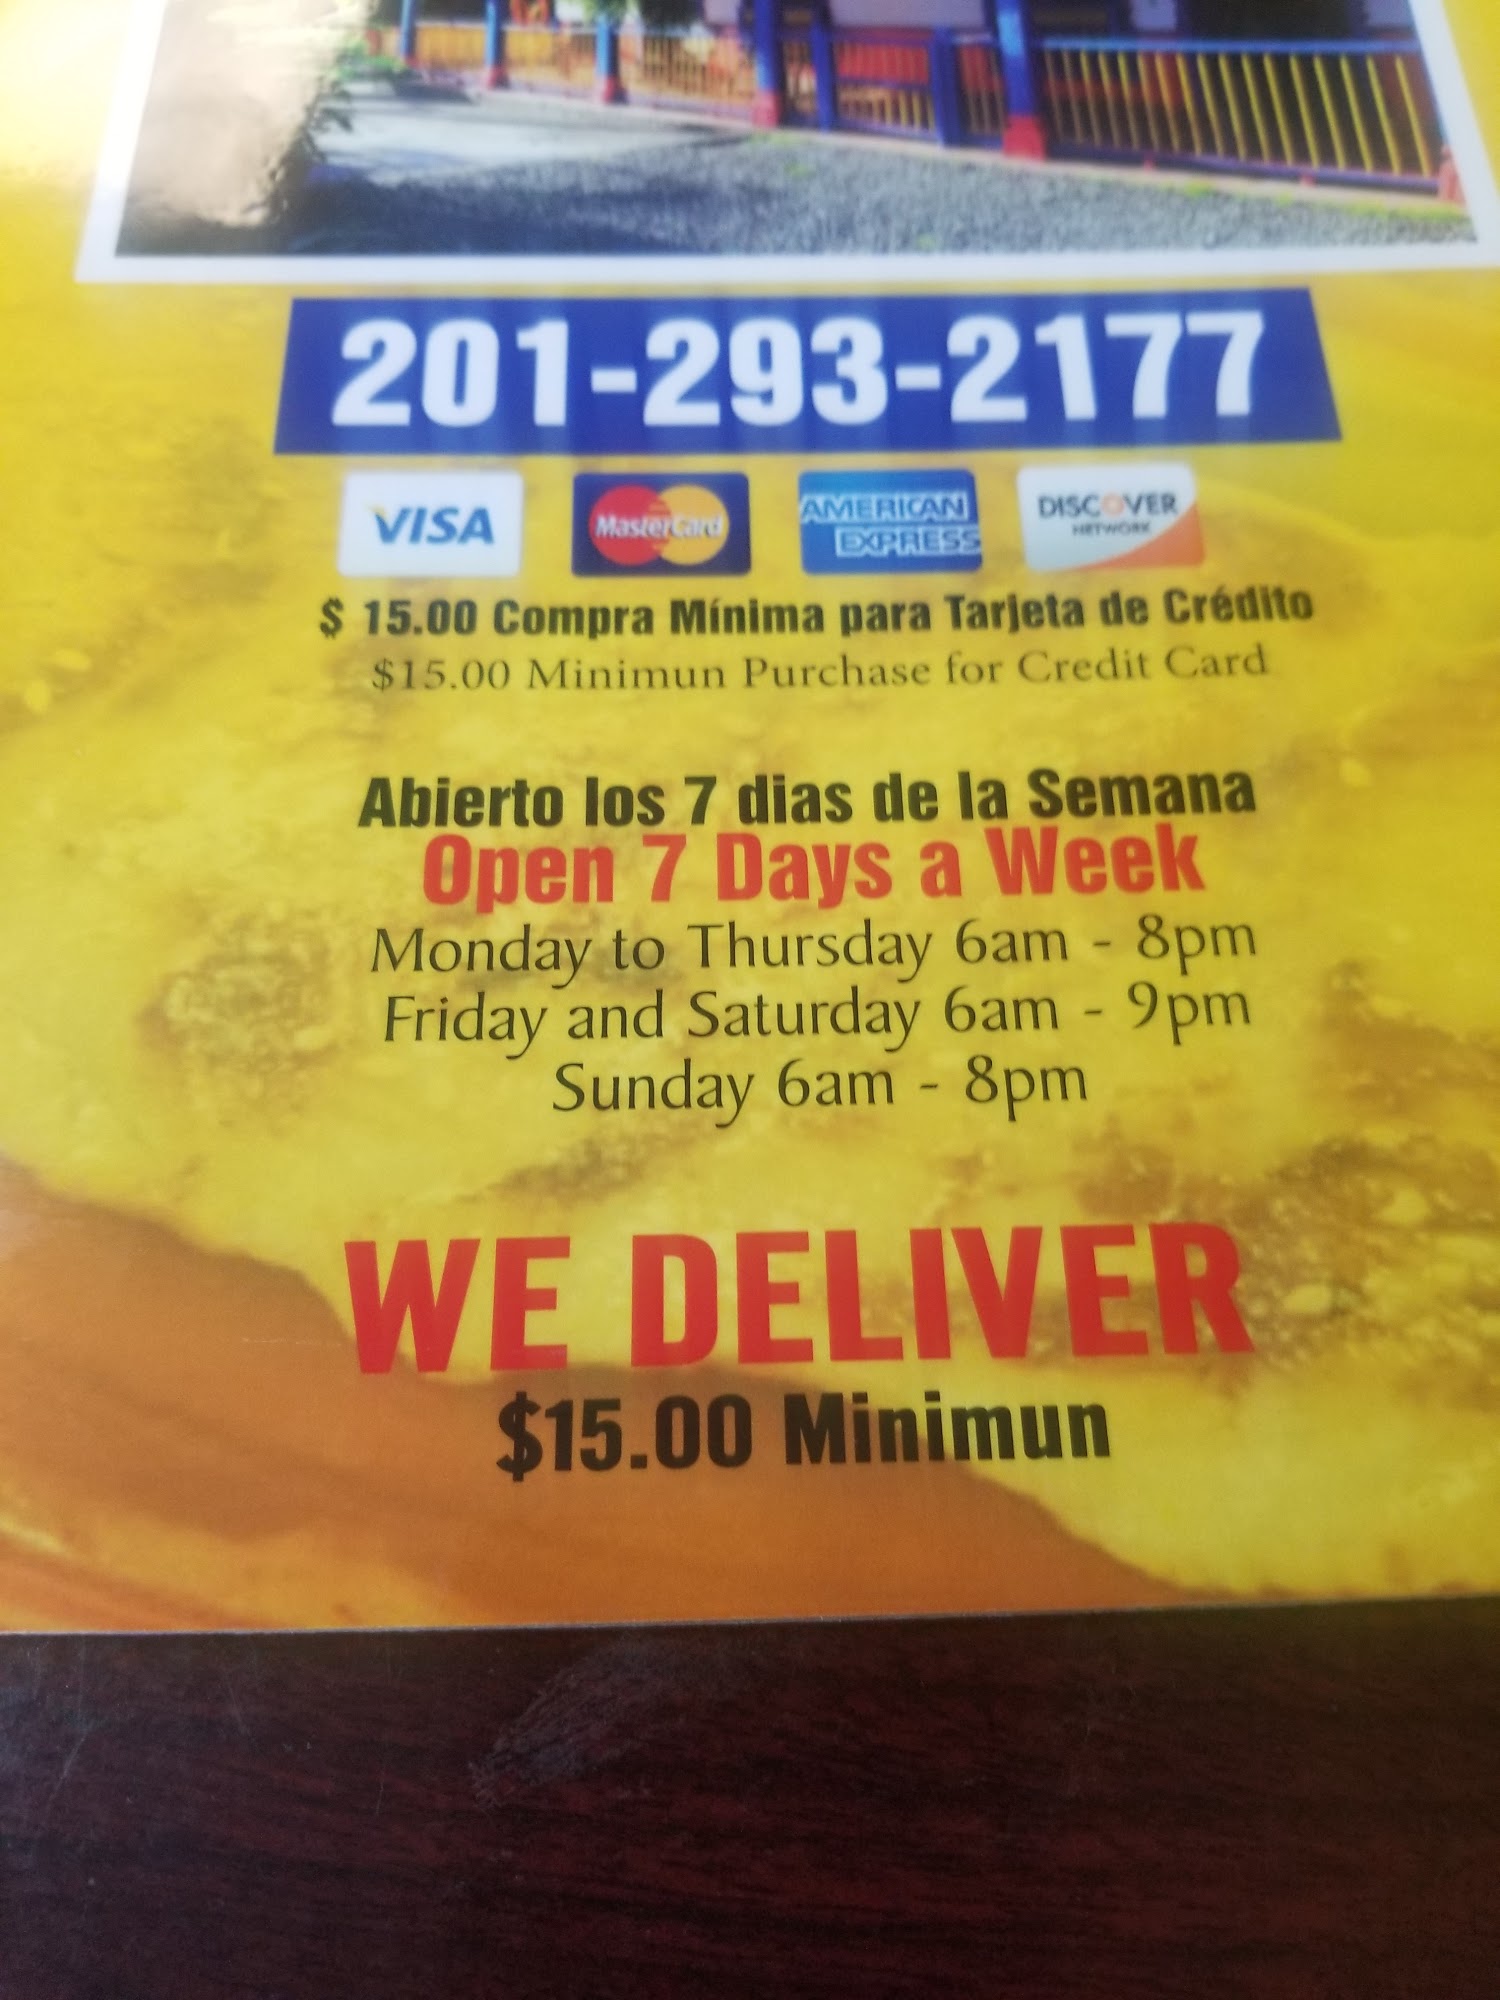 201-293-2177
VISA MasterCard AMERICAN EXPRESS DISCOVER NETWORK
$ 15.00 Compra Mínima para Tarjeta de Crédito
$15.00 Minimun Purchase for Credit Card
Abierto los 7 dias de la Semana
Open 7 Days a Week
Monday to Thursday 6am - 8pm
Friday and Saturday 6am - 9pm
Sunday 6am - 8pm
WE DELIVER
$15.00 Minimun